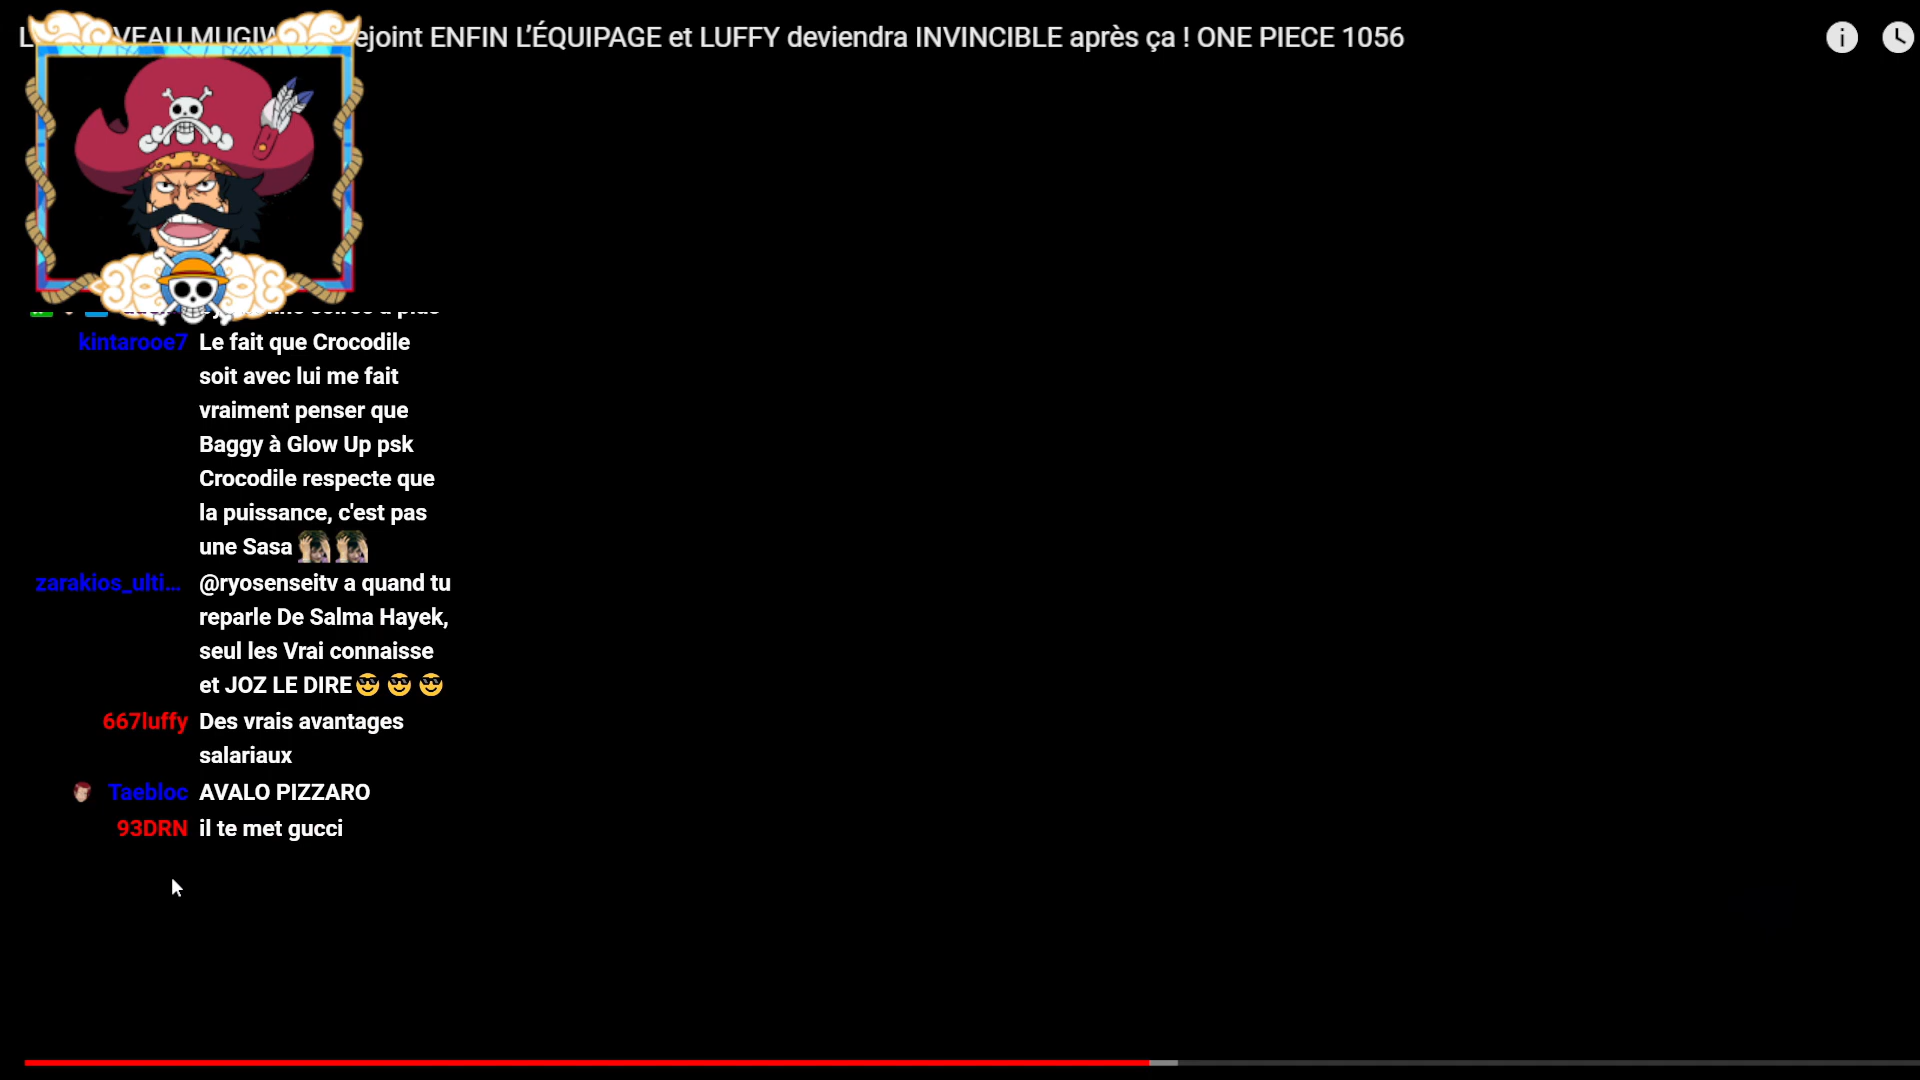 VEAU MUGIW ejoint ENFIN L’ÉQUIPAGE et LUFFY deviendra INVINCIBLE après ça ! ONE PIECE 1056
kintarooe7 Le fait que Crocodile
soit avec lui me fait
vraiment penser que
Baggy à Glow Up psk
Crocodile respecte que
la puissance, c'est pas
une Sasa
zarakios_ulti... @ryosenseitv a quand tu
reparle De Salma Hayek,
seul les Vrai connaisse
et JOZ LE DIRE😎 😎 😎
667luffy Des vrais avantages
salariaux
Taebloc AVALO PIZZARO
93DRN il te met gucci